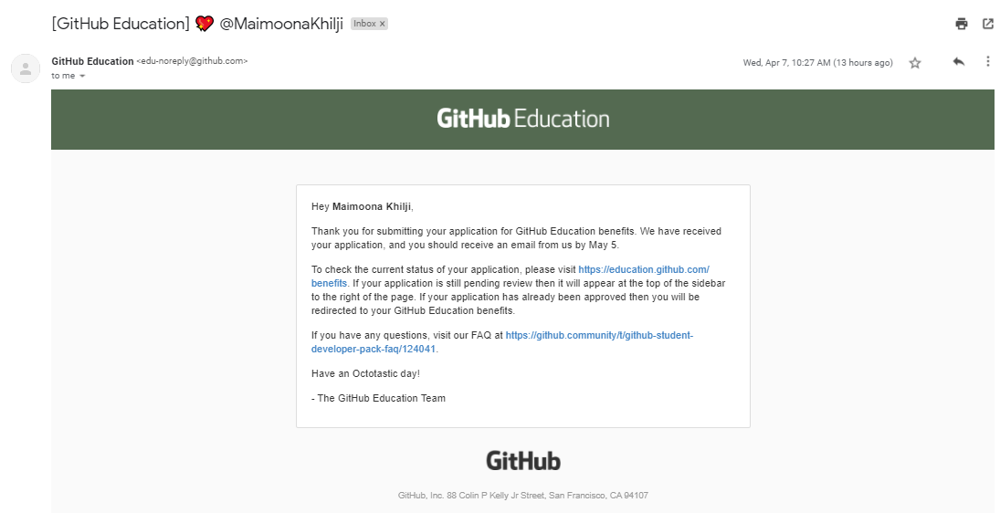 [GitHub Education] 💖 @MaimoonaKhilji Inbox x
GitHub Education <edu-noreply@github.com>
Wed, Apr 7, 10:27 AM (13 hours ago)
to me
GitHub Education
Hey Maimoona Khilji,
Thank you for submitting your application for GitHub Education benefits. We have received
your application, and you should receive an email from us by May 5.
To check the current status of your application, please visit https://education.github.com/
benefits. If your application is still pending review then it will appear at the top of the sidebar
to the right of the page. If your application has already been approved then you will be
redirected to your GitHub Education benefits.
If you have any questions, visit our FAQ at https://github.community/t/github-student-
developer-pack-faq/124041.
Have an Octotastic day!
- The GitHub Education Team
GitHub
GitHub, Inc. 88 Colin P Kelly Jr Street, San Francisco, CA 94107